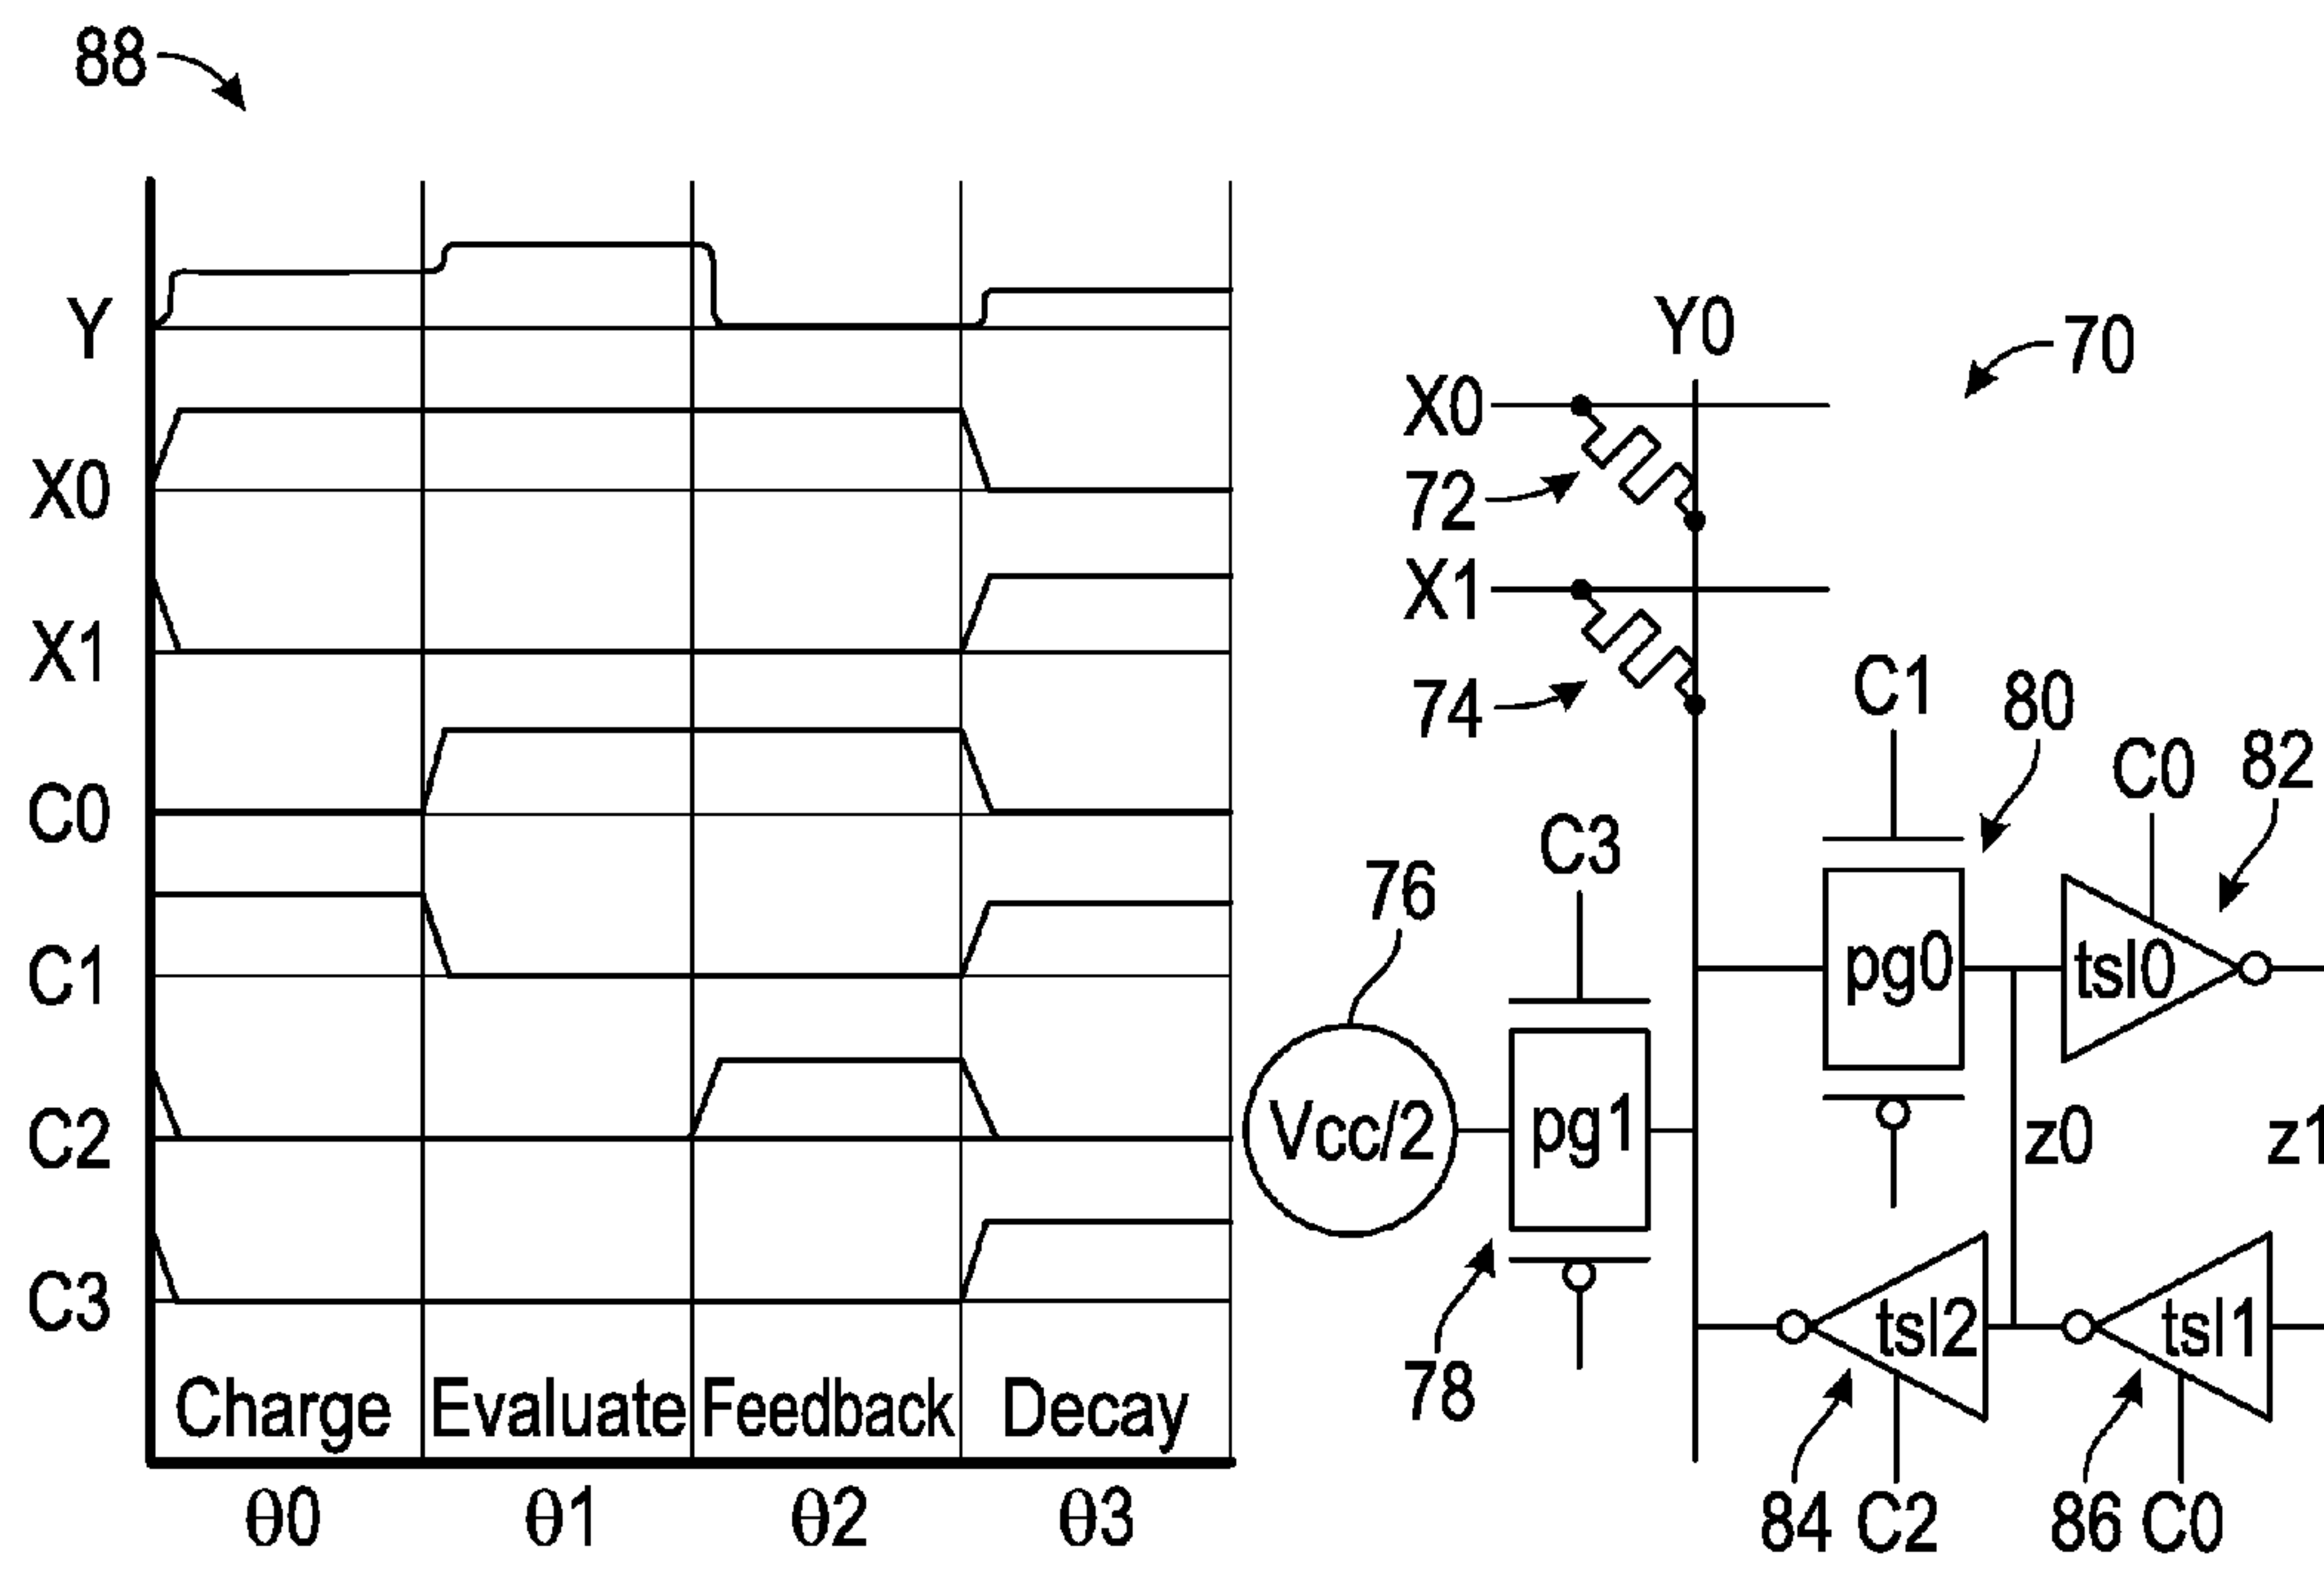 88
Y
X0
X1
C0
C1
C2
C3
Charge
Evaluate
Feedback
Decay
θ0
θ1
θ2
θ3
Y0
70
X0
72
X1
74
C1
80
C0
82
C3
76
pg0
tsl0
Vcc/2
pg1
z0
z1
tsl2
tsl1
78
84
C2
86
C0